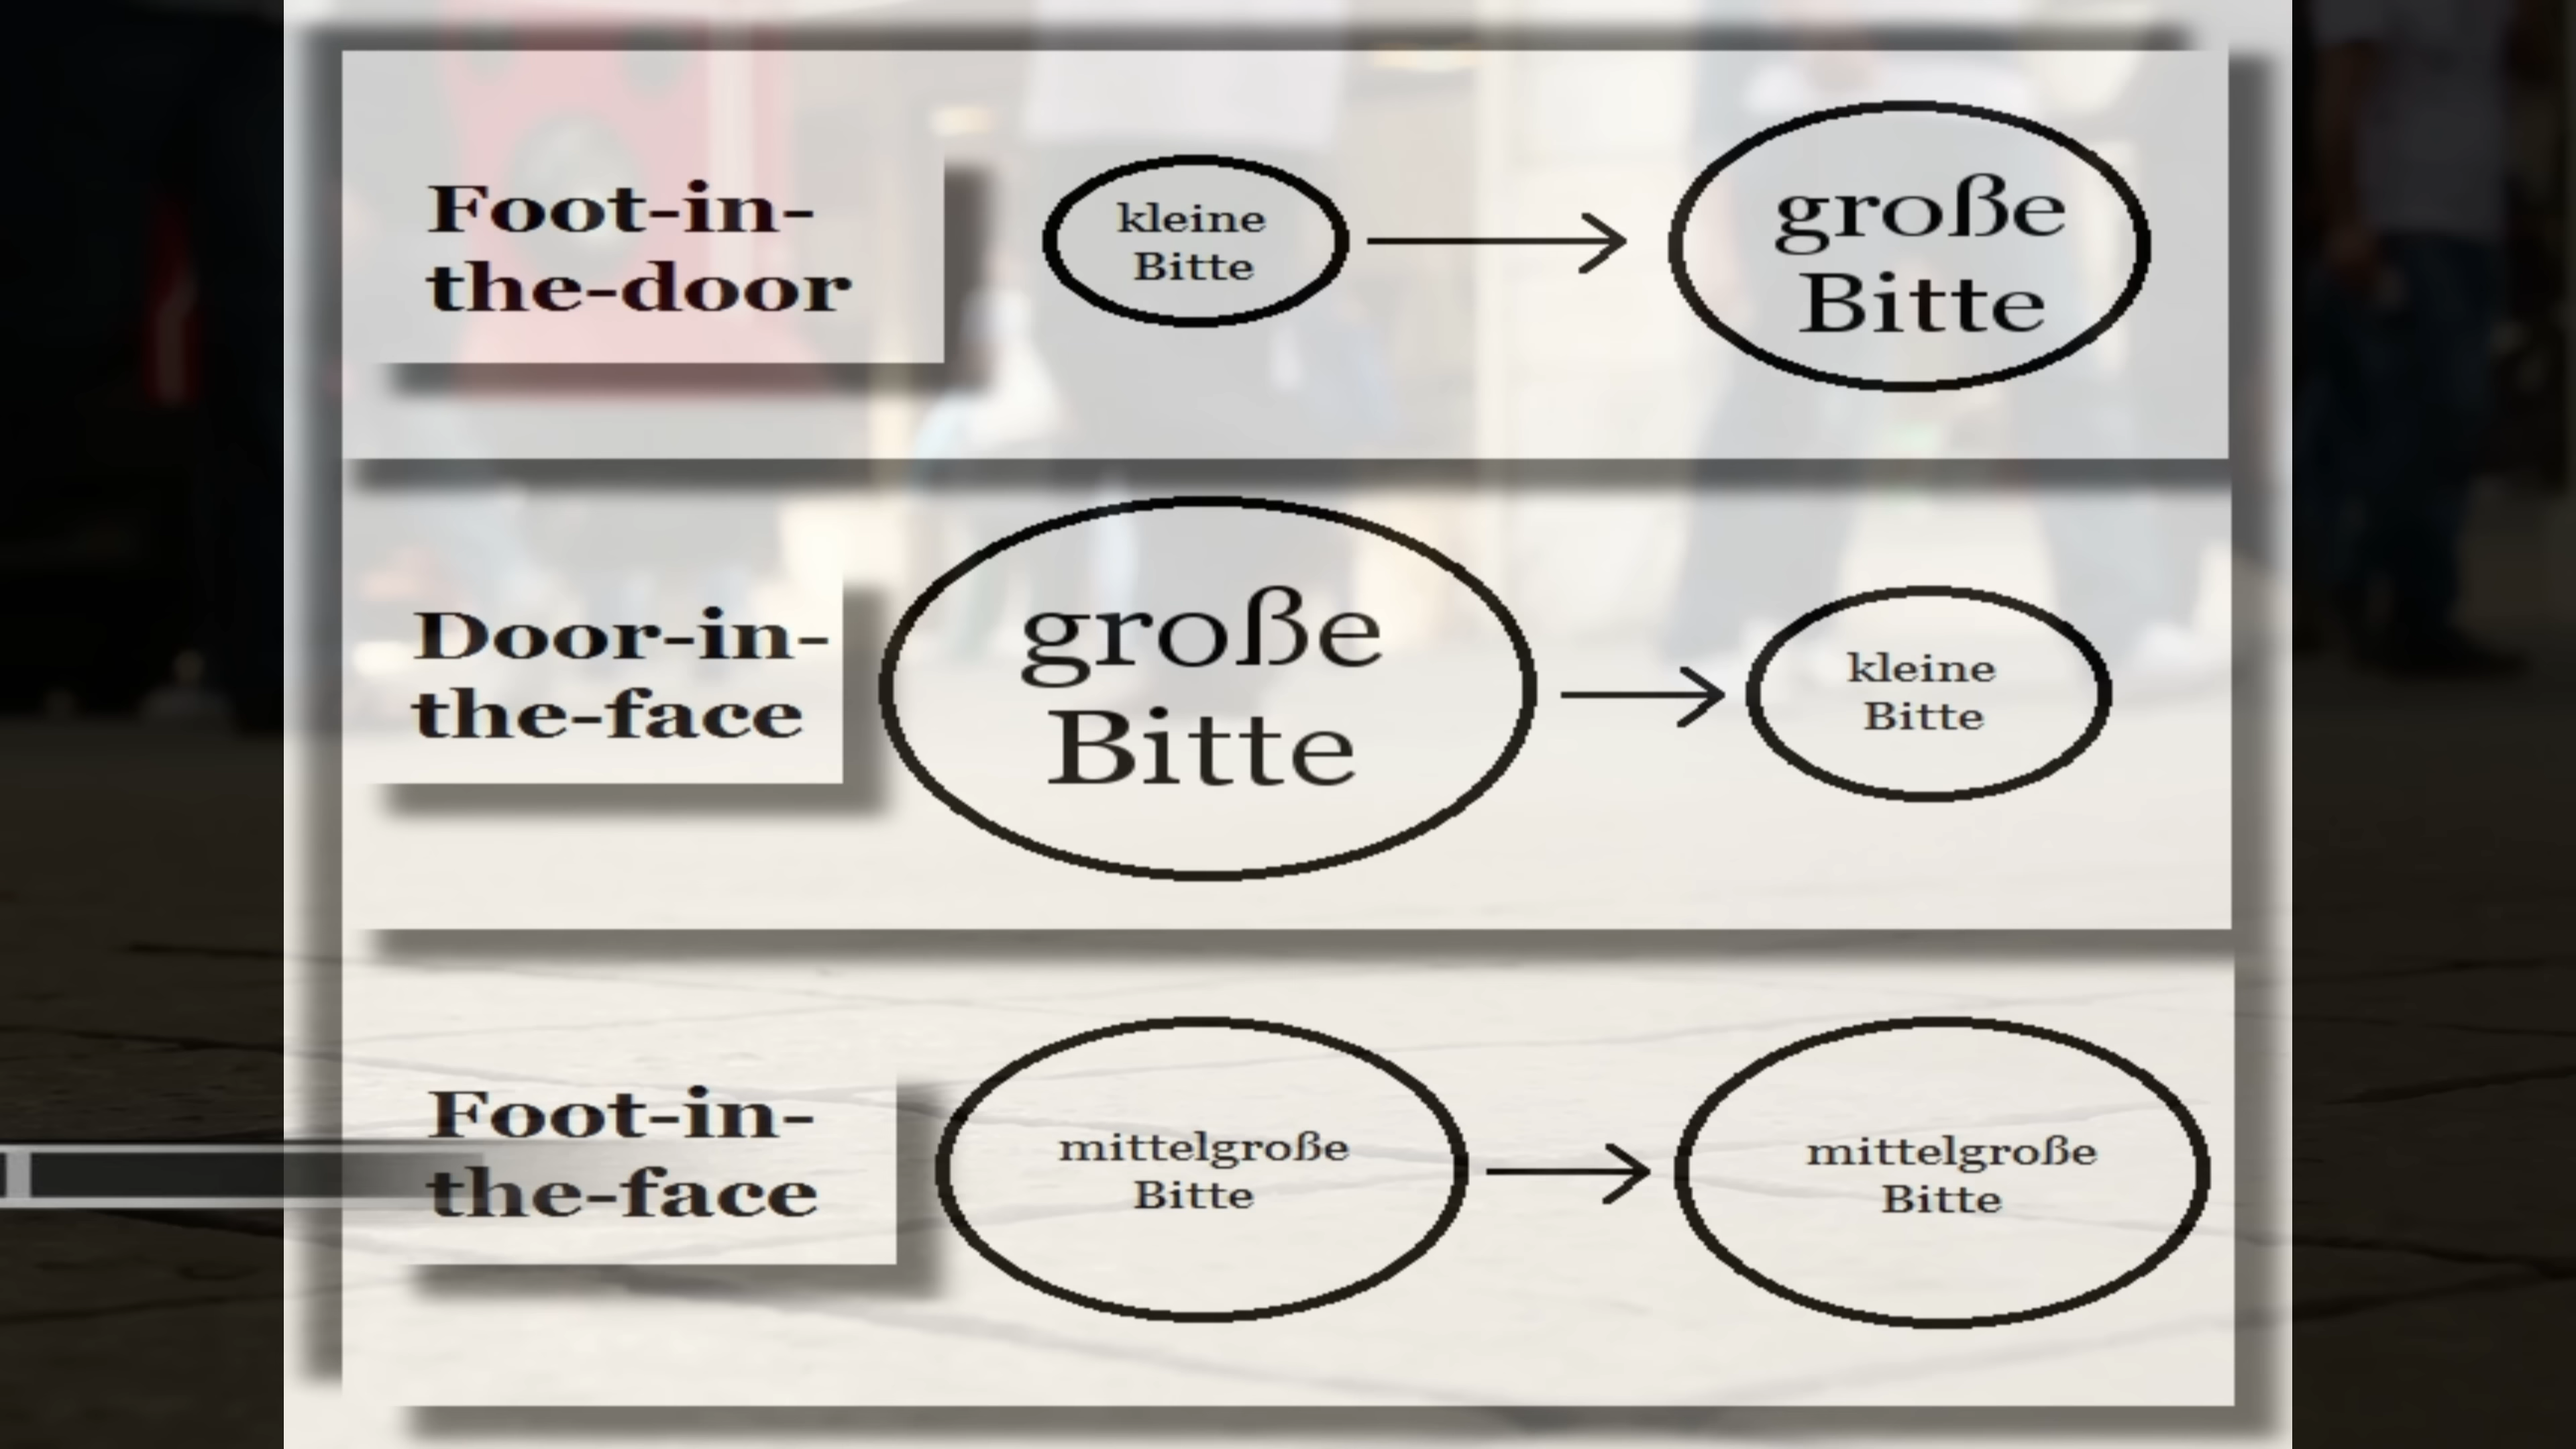 Foot-in-
the-door
kleine
Bitte
große
Bitte
Door-in-
the-face
große
Bitte
kleine
Bitte
Foot-in-
the-face
mittelgroße
Bitte
mittelgroße
Bitte